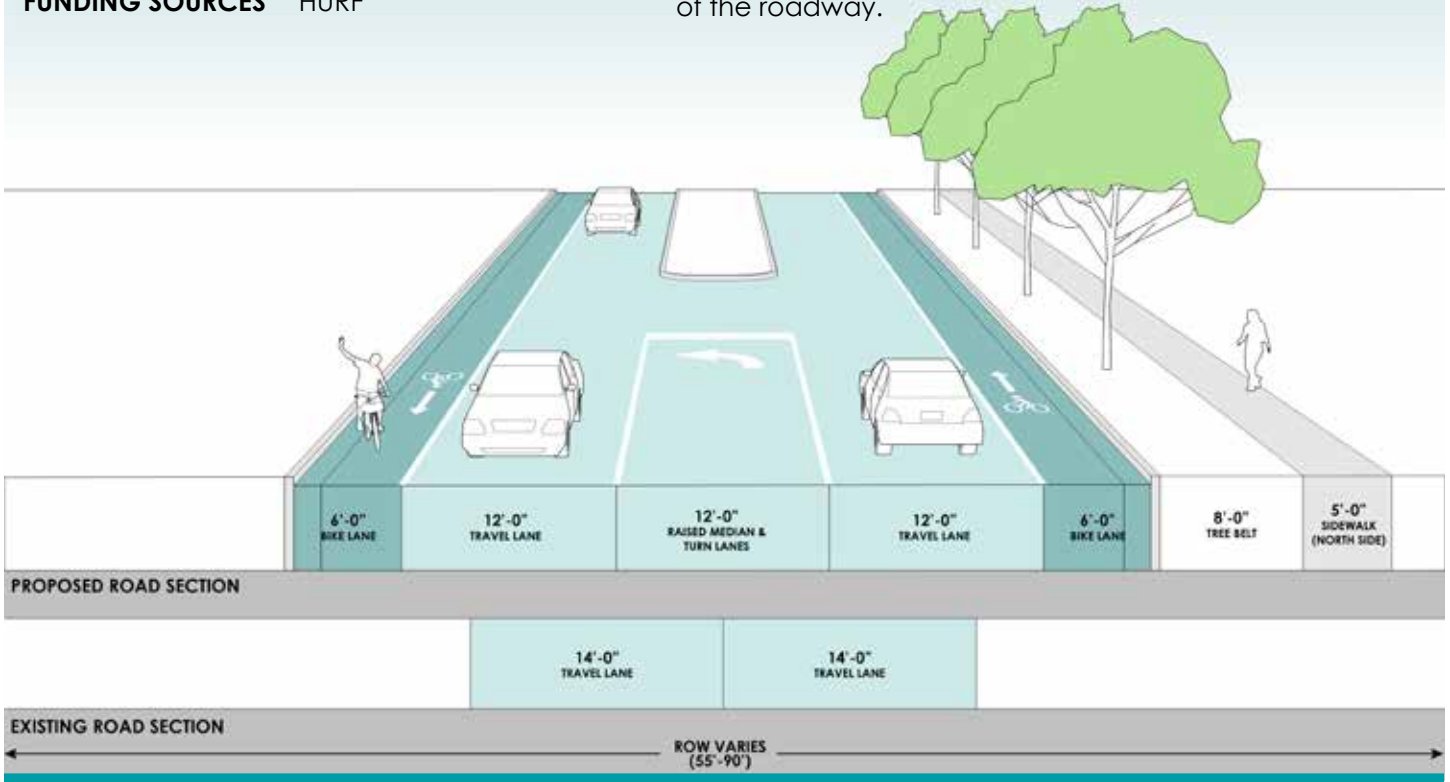 FUNDING SOURCES HURF
of the roadway.
6'-0"
BIKE LANE
12'-0"
TRAVEL LANE
12'-0"
RAISED MEDIAN &
TURN LANES
12'-0"
TRAVEL LANE
6'-0"
BIKE LANE
8'-0"
TREE BELT
5'-0"
SIDEWALK
(NORTH SIDE)
PROPOSED ROAD SECTION
14'-0"
TRAVEL LANE
14'-0"
TRAVEL LANE
EXISTING ROAD SECTION
ROW VARIES
(55'-90')